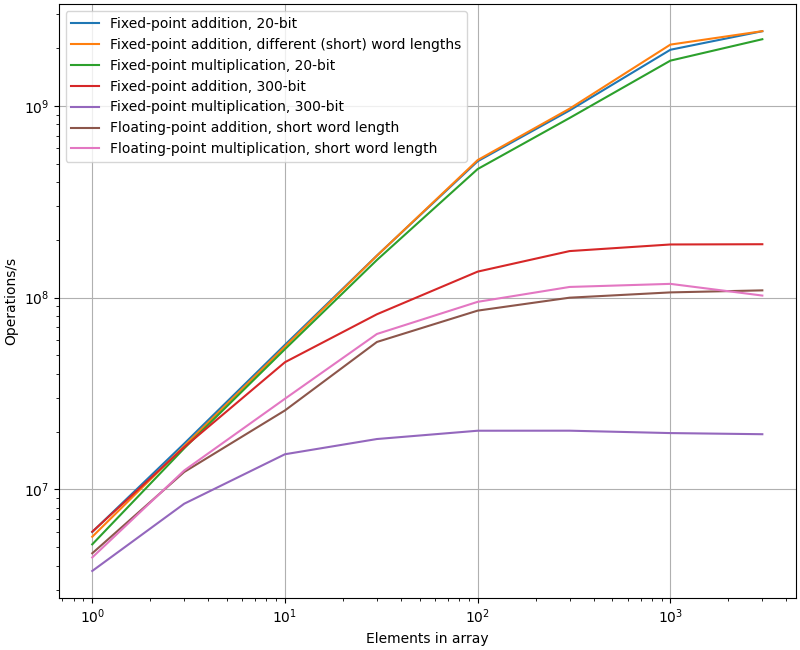 Fixed-point addition, 20-bit
Fixed-point addition, different (short) word lengths
Fixed-point multiplication, 20-bit
Fixed-point addition, 300-bit
Fixed-point multiplication, 300-bit
Floating-point addition, short word length
Floating-point multiplication, short word length
10⁹
10⁸
10⁷
Operations/s
10⁰ 10¹ 10² 10³
Elements in array